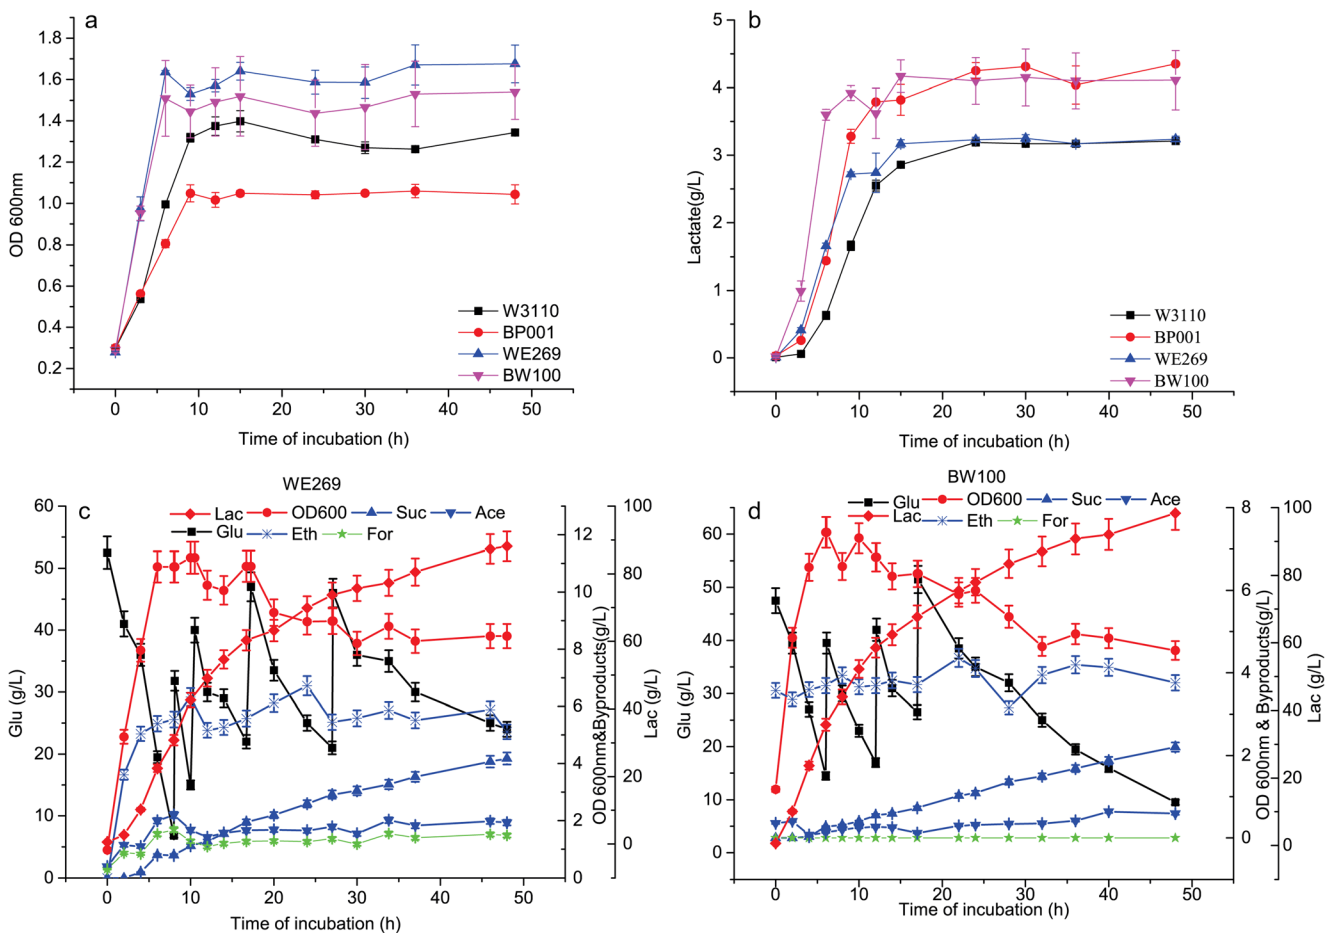 a
OD 600nm
1.8
1.6
1.4
1.2
1.0
0.8
0.6
0.4
0.2
W3110
BP001
WE269
BW100
0 10 20 30 40 50
Time of incubation (h)
b
Lactate(g/L)
5
4
3
2
1
0
W3110
BP001
WE269
BW100
0 10 20 30 40 50
Time of incubation (h)
WE269
c
Lac OD600 Suc Ace
Glu Eth For
Glu (g/L)
60
50
40
30
20
10
0
0 10 20 30 40 50
Time of incubation (h)
12
10
8
6
4
2
0
OD 600nm&Byproducts(g/L)
100
80
60
40
20
0
Lac (g/L)
BW100
d
Glu OD600 Suc Ace
Lac Eth For
Glu (g/L)
60
50
40
30
20
10
0
0 10 20 30 40 50
Time of incubation (h)
8
6
4
2
0
OD 600nm & Byproducts(g/L)
100
80
60
40
20
0
Lac (g/L)